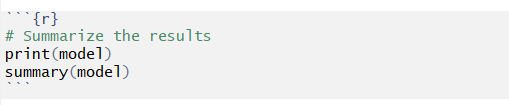 ```{r}
# Summarize the results
print(model)
summary(model)
```